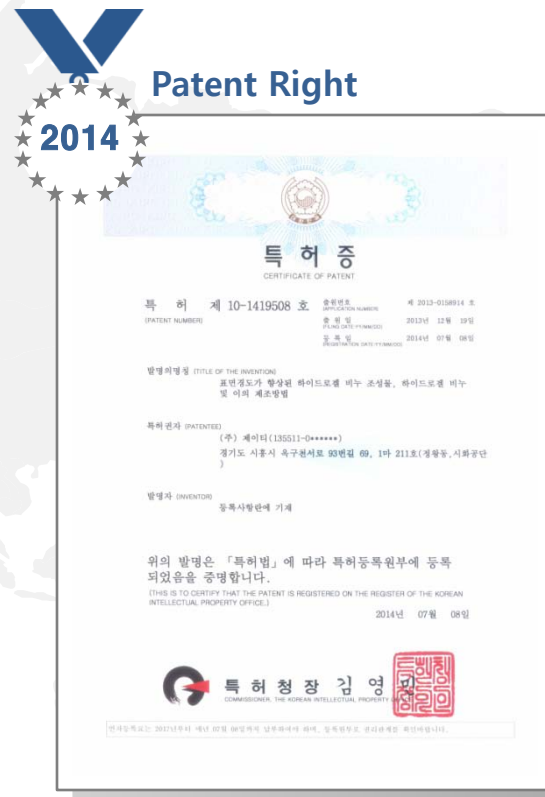 Patent Right
2014
특 허 증
CERTIFICATE OF PATENT
특 허 제 10-1419508 호
(PATENT NUMBER)
출원번호 제 2013-0158914 호
(APPLICATION NUMBER)
출 원 일 2013년 12월 19일
(FILING DATE:YY/MM/DD)
등 록 일 2014년 07월 08일
(REGISTRATION DATE:YY/MM/DD)
발명의명칭 (TITLE OF THE INVENTION)
표면경도가 향상된 하이드로겔 비누 조성물, 하이드로겔 비누
및 이의 제조방법
특허권자 (PATENTEE)
(주) 제이티(135511-0******)
경기도 시흥시 옥구천서로 93번길 69, 1바 211호(정왕동,시화공단
)
발명자 (INVENTOR)
등록사항란에 기재
위의 발명은 「특허법」에 따라 특허등록원부에 등록
되었음을 증명합니다.
(THIS IS TO CERTIFY THAT THE PATENT IS REGISTERED ON THE REGISTER OF THE KOREAN
INTELLECTUAL PROPERTY OFFICE.)
2014년 07월 08일
특 허 청 장 김 영 민
COMMISSIONER, THE KOREAN INTELLECTUAL PROPERTY